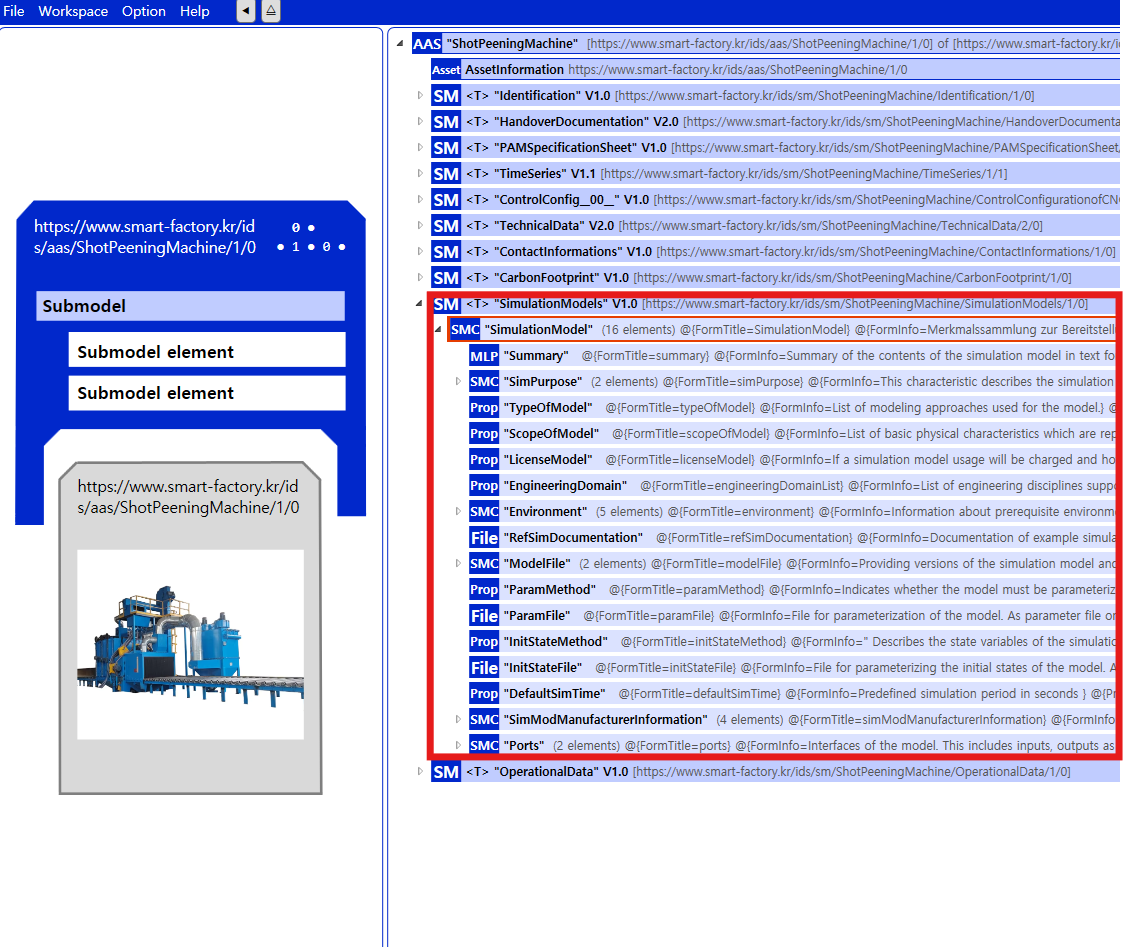 File Workspace Option Help
https://www.smart-factory.kr/id
s/aas/ShotPeeningMachine/1/0
0
1 0
Submodel
Submodel element
Submodel element
https://www.smart-factory.kr/id
s/aas/ShotPeeningMachine/1/0
AAS "ShotPeeningMachine" [https://www.smart-factory.kr/ids/aas/ShotPeeningMachine/1/0] of [https://www.smart-factory.kr/i
Asset AssetInformation https://www.smart-factory.kr/ids/aas/ShotPeeningMachine/1/0
SM <T> "Identification" V1.0 [https://www.smart-factory.kr/ids/sm/ShotPeeningMachine/Identification/1/0]
SM <T> "HandoverDocumentation" V2.0 [https://www.smart-factory.kr/ids/sm/ShotPeeningMachine/HandoverDocumenta
SM <T> "PAMSpecificationSheet" V1.0 [https://www.smart-factory.kr/ids/sm/ShotPeeningMachine/PAMSpecificationSheet/
SM <T> "TimeSeries" V1.1 [https://www.smart-factory.kr/ids/sm/ShotPeeningMachine/TimeSeries/1/1]
SM <T> "ControlConfig__00__" V1.0 [https://www.smart-factory.kr/ids/sm/ShotPeeningMachine/ControlConfigurationofCN
SM <T> "TechnicalData" V2.0 [https://www.smart-factory.kr/ids/sm/ShotPeeningMachine/TechnicalData/2/0]
SM <T> "ContactInformations" V1.0 [https://www.smart-factory.kr/ids/sm/ShotPeeningMachine/ContactInformations/1/0]
SM <T> "CarbonFootprint" V1.0 [https://www.smart-factory.kr/ids/sm/ShotPeeningMachine/CarbonFootprint/1/0]
SM <T> "SimulationModels" V1.0 [https://www.smart-factory.kr/ids/sm/ShotPeeningMachine/SimulationModels/1/0]
SMC "SimulationModel" (16 elements) @{FormTitle=SimulationModel} @{FormInfo=Merkmalssammlung zur Bereitstell
MLP "Summary" @{FormTitle=summary} @{FormInfo=Summary of the contents of the simulation model in text fo
SMC "SimPurpose" (2 elements) @{FormTitle=simPurpose} @{FormInfo=This characteristic describes the simulation
Prop "TypeOfModel" @{FormTitle=typeOfModel} @{FormInfo=List of modeling approaches used for the model.} @
Prop "ScopeOfModel" @{FormTitle=scopeOfModel} @{FormInfo=List of basic physical characteristics which are rep
Prop "LicenseModel" @{FormTitle=licenseModel} @{FormInfo=If a simulation model usage will be charged and ho
Prop "EngineeringDomain" @{FormTitle=engineeringDomainList} @{FormInfo=List of engineering disciplines supp
SMC "Environment" (5 elements) @{FormTitle=environment} @{FormInfo=Information about prerequisite environm
File "RefSimDocumentation" @{FormTitle=refSimDocumentation} @{FormInfo=Documentation of example simula
SMC "ModelFile" (2 elements) @{FormTitle=modelFile} @{FormInfo=Providing versions of the simulation model and
Prop "ParamMethod" @{FormTitle=paramMethod} @{FormInfo=Indicates whether the model must be parameteriz
File "ParamFile" @{FormTitle=paramFile} @{FormInfo=File for parameterization of the model. As parameter file or
Prop "InitStateMethod" @{FormTitle=initStateMethod} @{FormInfo=" Describes the state variables of the simulatio
File "InitStateFile" @{FormTitle=initStateFile} @{FormInfo=File for parameterizing the initial states of the model. A
Prop "DefaultSimTime" @{FormTitle=defaultSimTime} @{FormInfo=Predefined simulation period in seconds } @{Pr
SMC "SimModManufacturerInformation" (4 elements) @{FormTitle=simModManufacturerInformation} @{FormInfo
SMC "Ports" (2 elements) @{FormTitle=ports} @{FormInfo=Interfaces of the model. This includes inputs, outputs as
SM <T> "OperationalData" V1.0 [https://www.smart-factory.kr/ids/sm/ShotPeeningMachine/OperationalData/1/0]